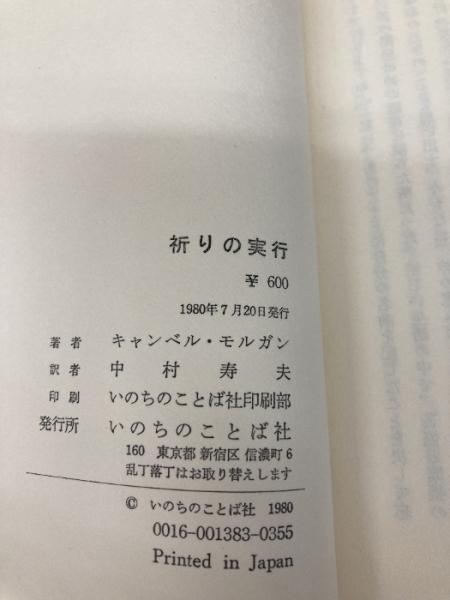 祈りの実行
¥ 600
1980年7月20日発行
著者 キャンベル・モルガン
訳者 中村寿夫
印刷 いのちのことば社印刷部
発行所 いのちのことば社
160 東京都 新宿区 信濃町6
乱丁落丁はお取り替えします
© いのちのことば社 1980
0016-001383-0355
Printed in Japan